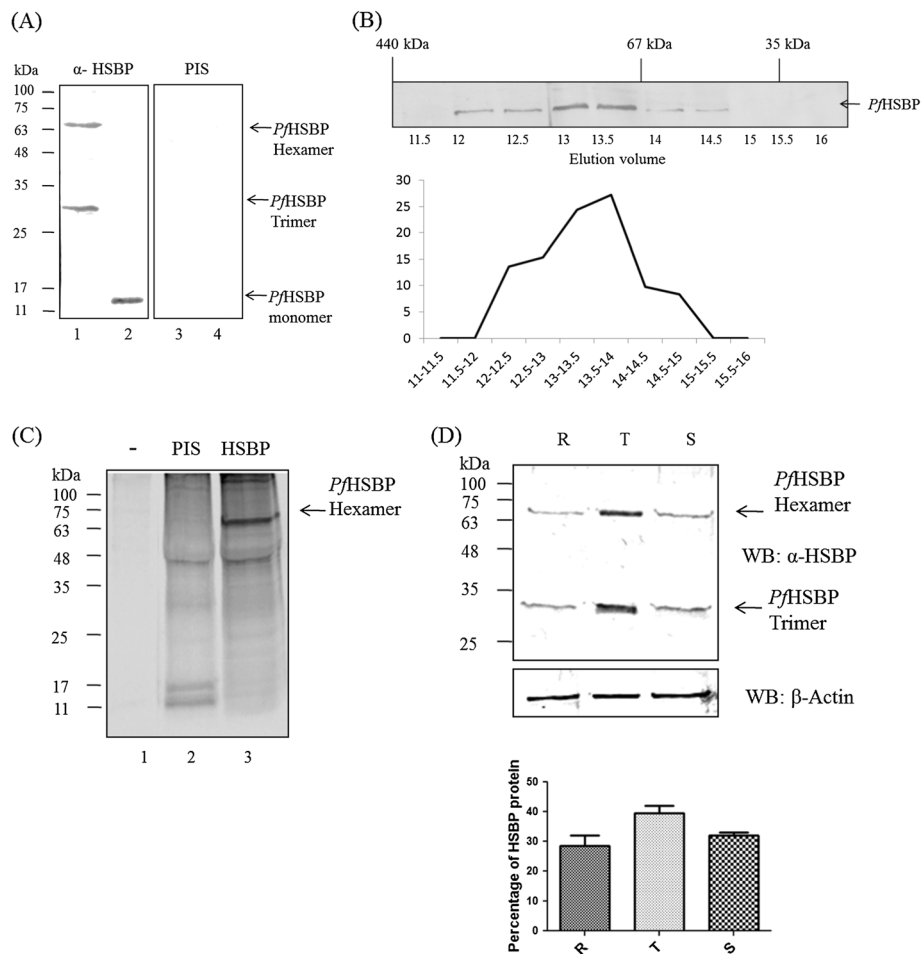 (A)
kDa
α- HSBP
PIS
100
75
63
48
35
25
17
11
PfHSBP
Hexamer
PfHSBP
Trimer
PfHSBP
monomer
1
2
3
4
(B)
440 kDa
67 kDa
35 kDa
PfHSBP
11.5
12
12.5
13
13.5
14
14.5
15
15.5
16
Elution volume
30
25
20
15
10
5
0
11-11.5
11.5-12
12-12.5
12.5-13
13-13.5
13.5-14
14-14.5
14.5-15
15-15.5
15.5-16
(C)
-
PIS
HSBP
kDa
100
75
63
48
35
25
17
11
PfHSBP
Hexamer
1
2
3
(D)
R
T
S
kDa
100
75
63
48
35
25
PfHSBP
Hexamer
WB: α-HSBP
PfHSBP
Trimer
WB: β-Actin
Percentage of HSBP protein
50
40
30
20
10
0
R
T
S